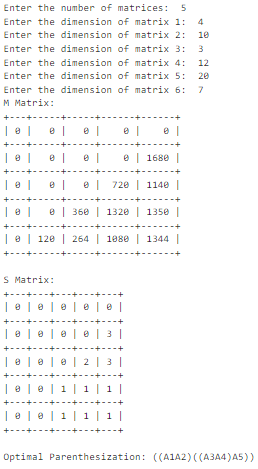 Enter the number of matrices:  5
Enter the dimension of matrix 1:  4
Enter the dimension of matrix 2:  10
Enter the dimension of matrix 3:  3
Enter the dimension of matrix 4:  12
Enter the dimension of matrix 5:  20
Enter the dimension of matrix 6:  7
M Matrix:
+---+-----+-----+------+------+
| 0 |   0 |   0 |    0 |    0 |
+---+-----+-----+------+------+
| 0 |   0 |   0 |    0 | 1680 |
+---+-----+-----+------+------+
| 0 |   0 |   0 |  720 | 1140 |
+---+-----+-----+------+------+
| 0 |   0 | 360 | 1320 | 1350 |
+---+-----+-----+------+------+
| 0 | 120 | 264 | 1080 | 1344 |
+---+-----+-----+------+------+
S Matrix:
+---+---+---+---+---+
| 0 | 0 | 0 | 0 | 0 |
+---+---+---+---+---+
| 0 | 0 | 0 | 0 | 3 |
+---+---+---+---+---+
| 0 | 0 | 0 | 2 | 3 |
+---+---+---+---+---+
| 0 | 0 | 1 | 1 | 1 |
+---+---+---+---+---+
| 0 | 0 | 1 | 1 | 1 |
+---+---+---+---+---+
Optimal Parenthesization: ((A1A2)((A3A4)A5))